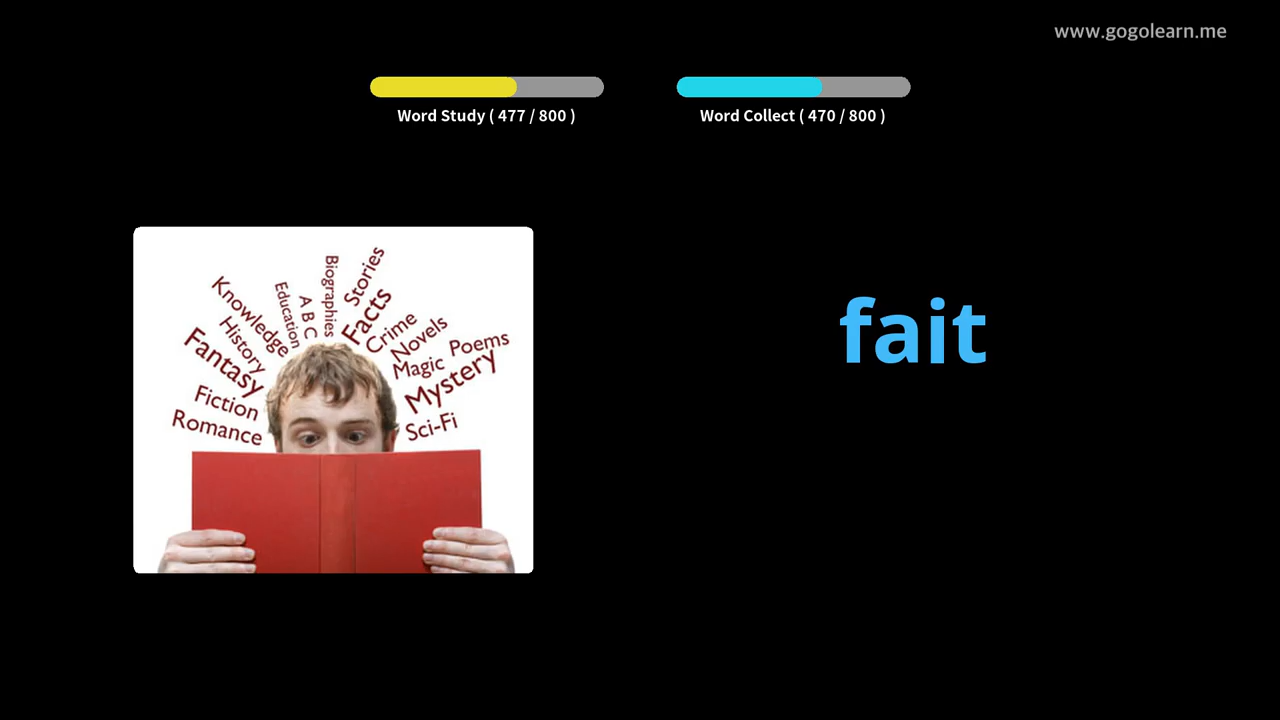 www.gogolearn.me
Word Study ( 477 / 800 )
Word Collect ( 470 / 800 )
fait
Knowledge
Education
A B C
Biographies
Stories
Facts
History
Crime
Novels
Fantasy
Magic
Poems
Mystery
Fiction
Romance
Sci-Fi